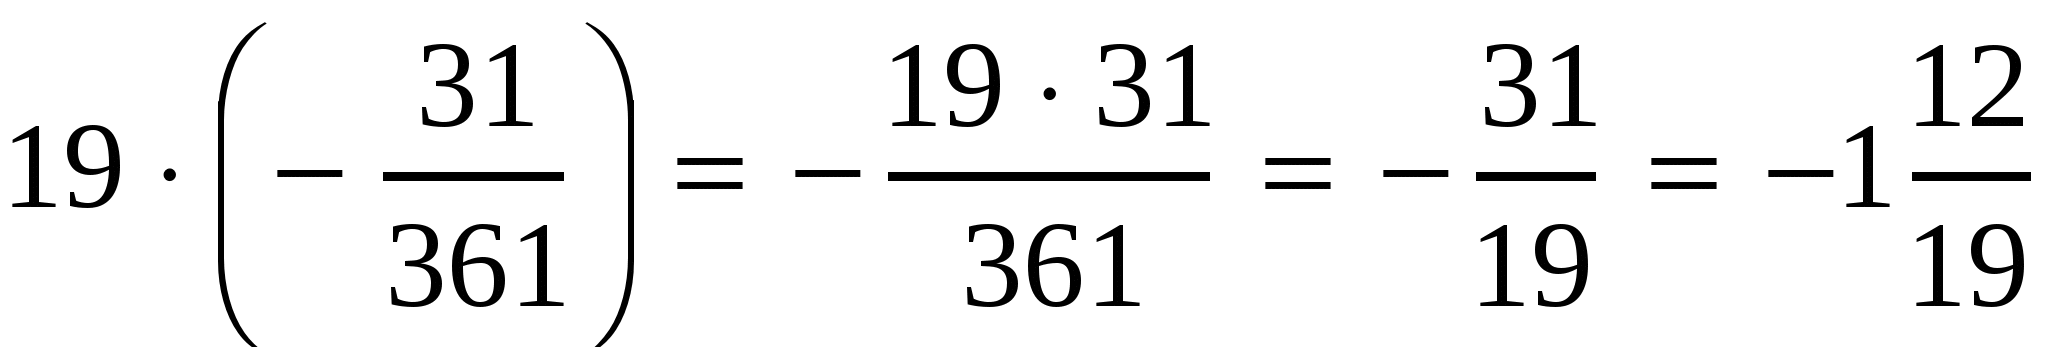 19 · (− 31/361) = − 19 · 31/361 = − 31/19 = −1 12/19